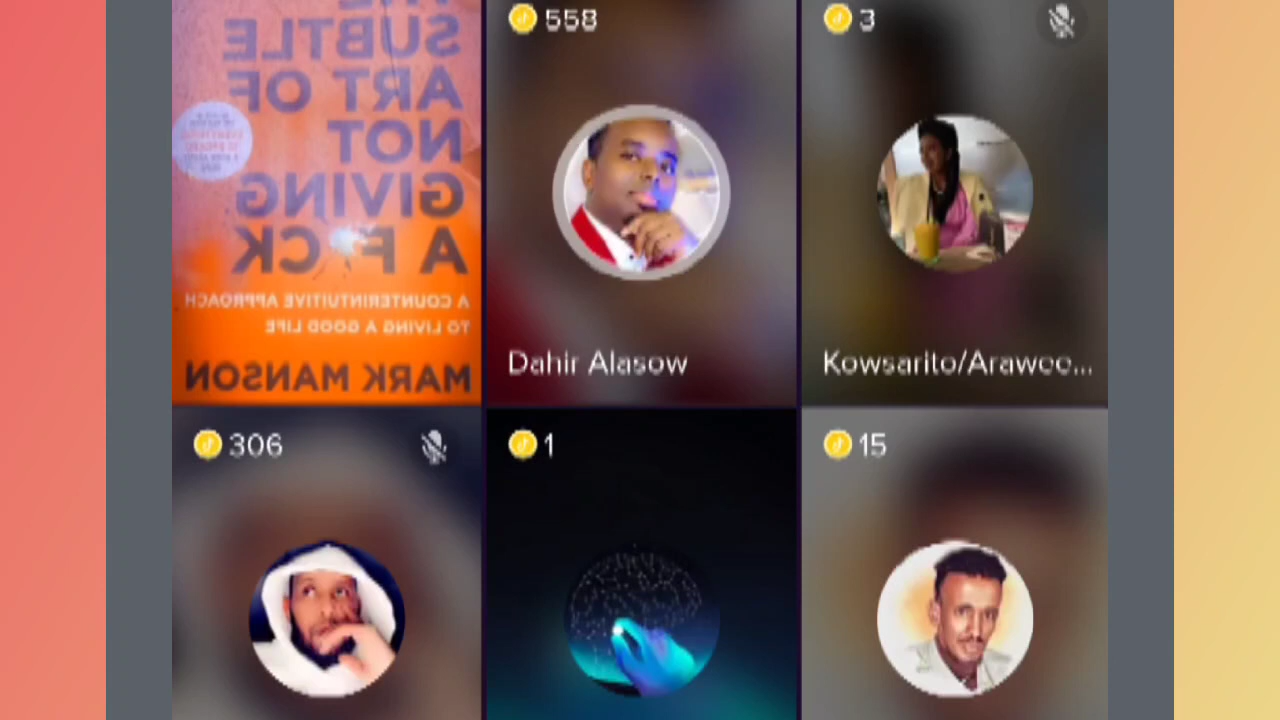 THE
SUBTLE
ART OF
NOT
GIVING
A F CK
A COUNTERINTUITIVE APPROACH
TO LIVING A GOOD LIFE
MARK MANSON
558
3
Dahir Alasow
Kowsarito/Arawee...
306
1
15